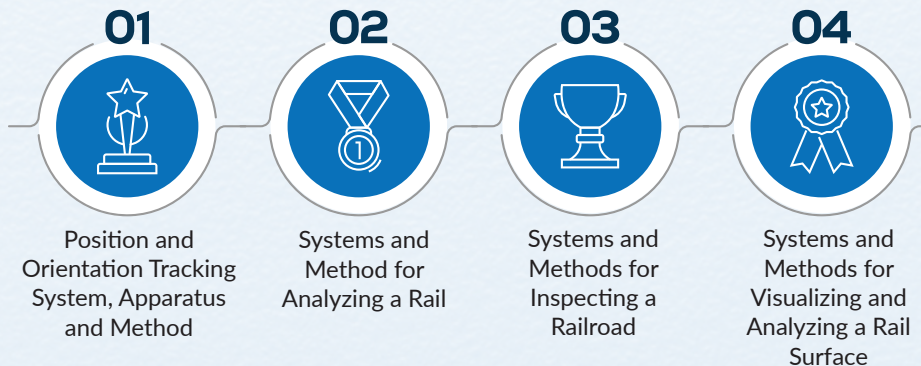 01
Position and
Orientation Tracking
System, Apparatus
and Method
02
Systems and
Method for
Analyzing a Rail
1
03
Systems and
Methods for
Inspecting a
Railroad
04
Systems and
Methods for
Visualizing and
Analyzing a Rail
Surface